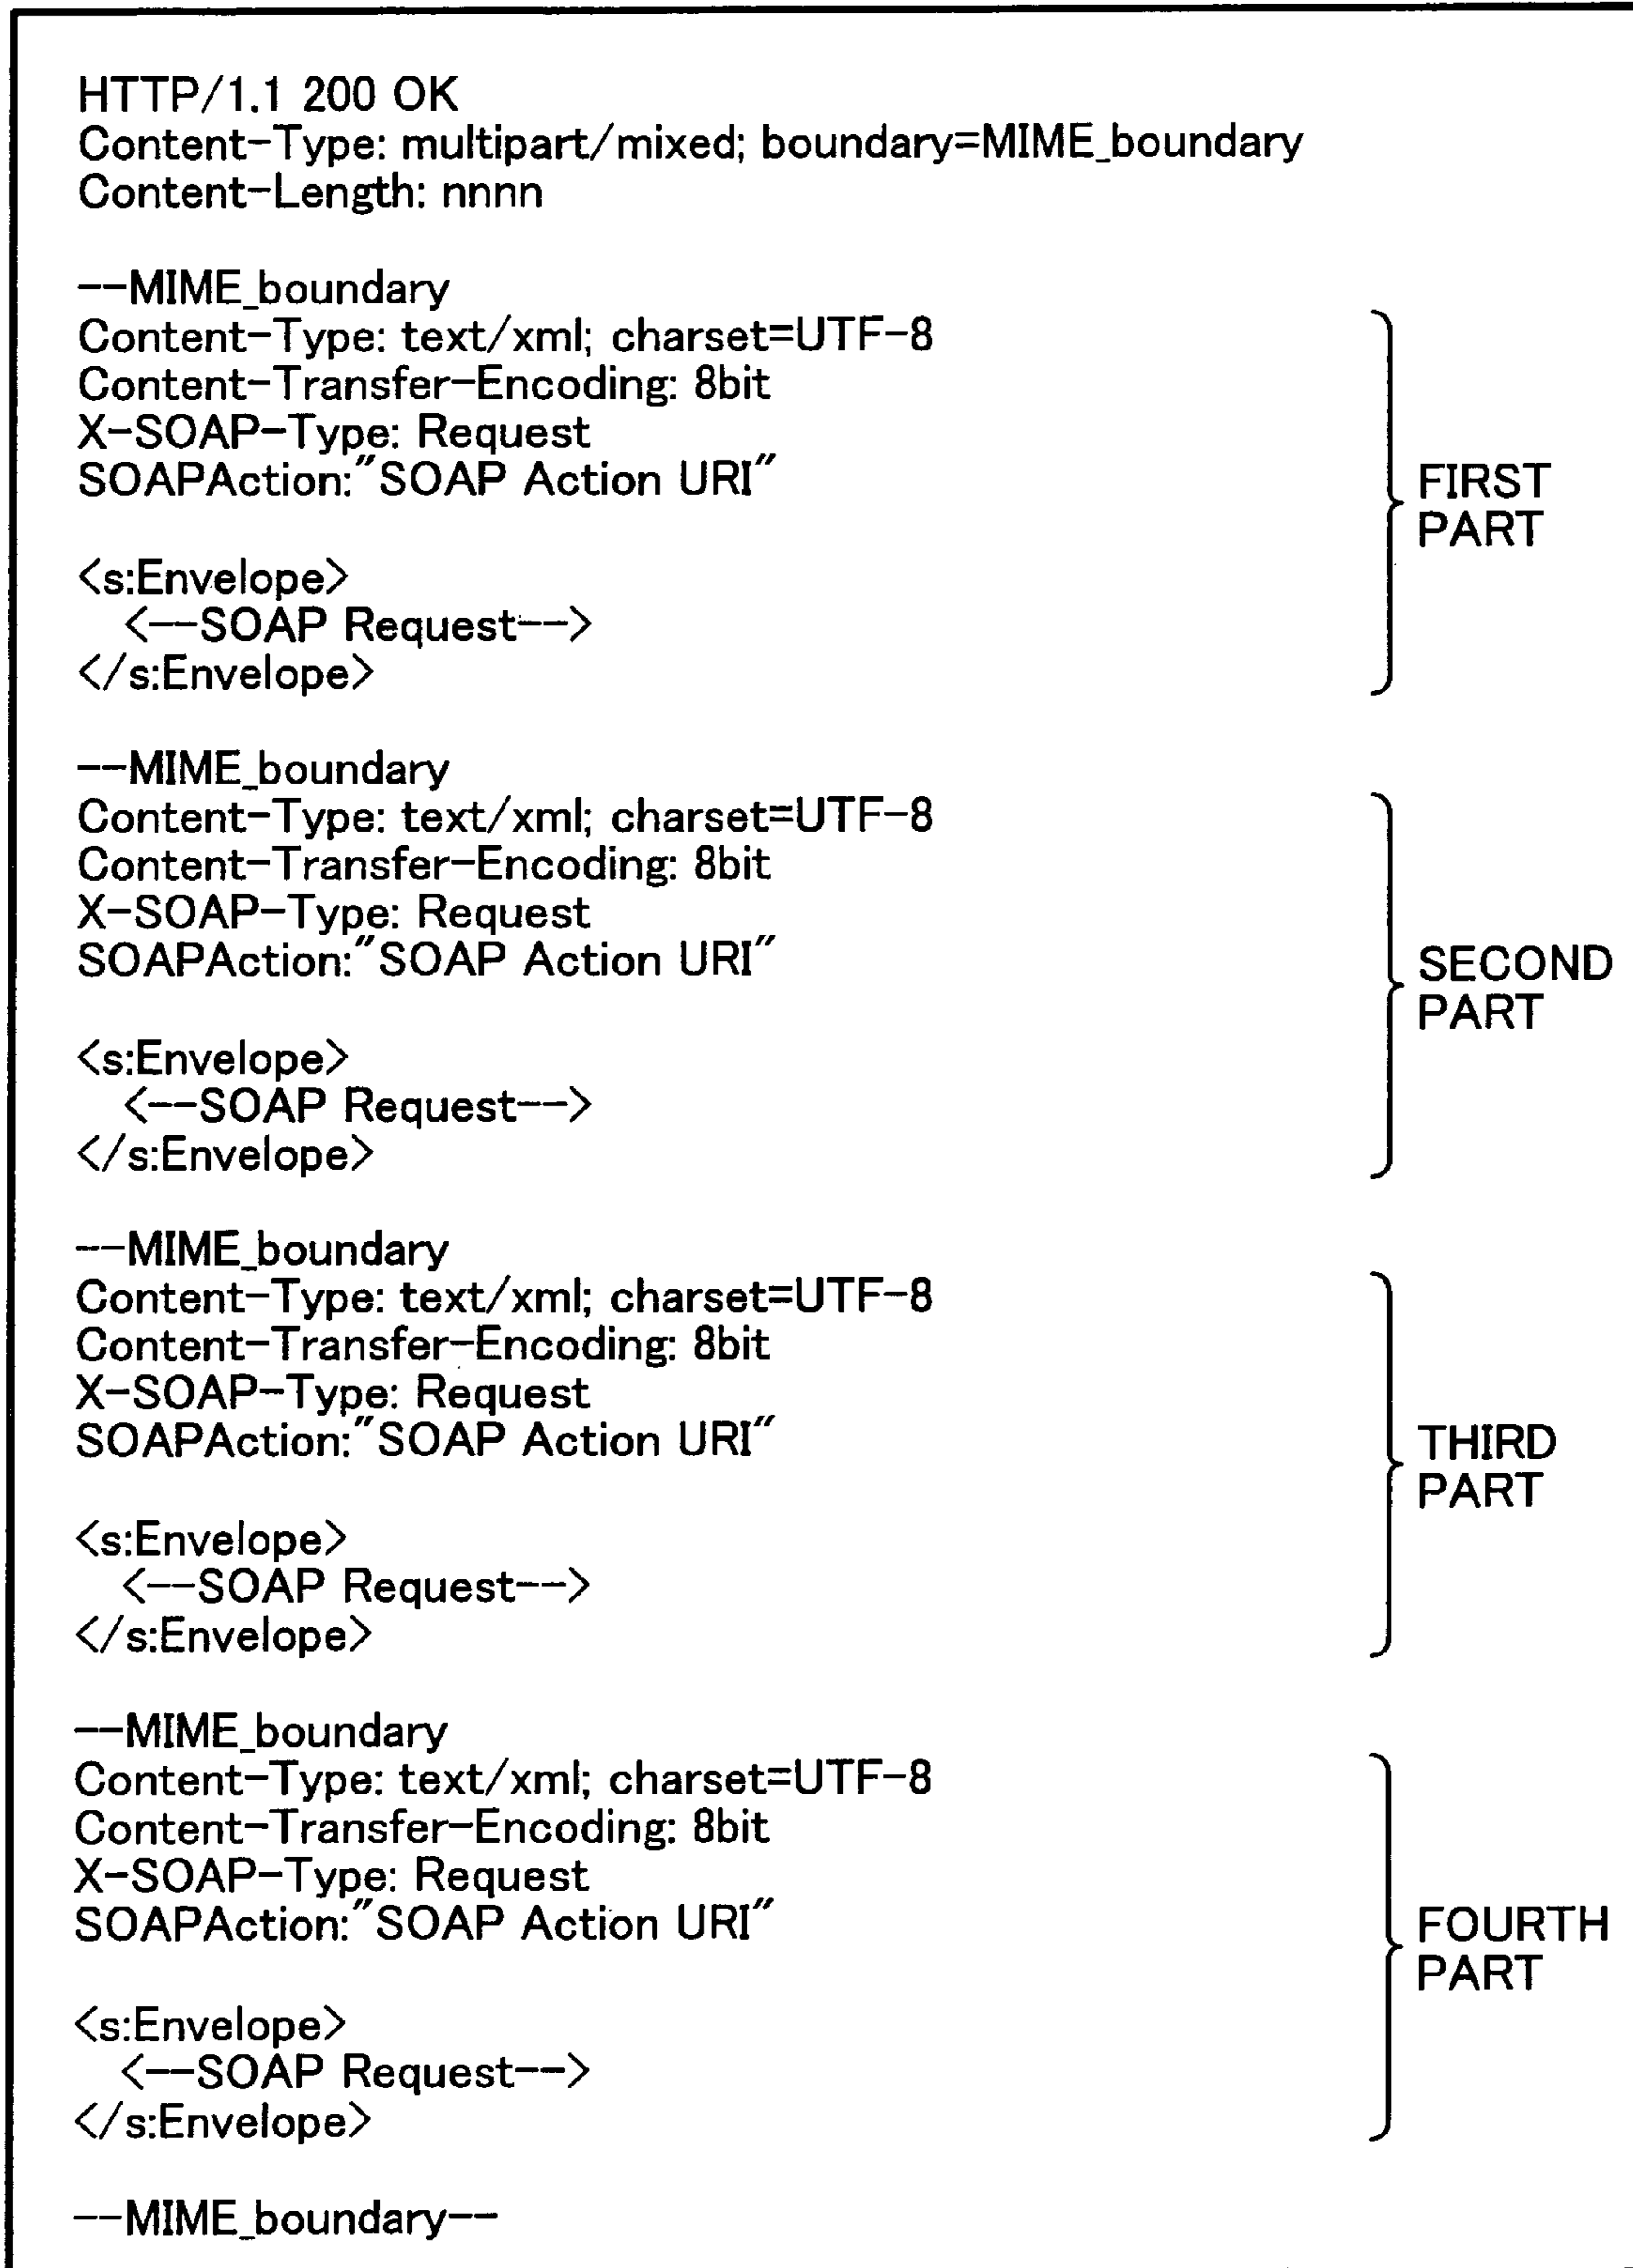 HTTP/1.1 200 OK
Content-Type: multipart/mixed; boundary=MIME_boundary
Content-Length: nnnn
--MIME_boundary
Content-Type: text/xml; charset=UTF-8
Content-Transfer-Encoding: 8bit
X-SOAP-Type: Request
SOAPAction:"SOAP Action URI"
<s:Envelope>
<--SOAP Request-->
</s:Envelope>
FIRST
PART
--MIME_boundary
Content-Type: text/xml; charset=UTF-8
Content-Transfer-Encoding: 8bit
X-SOAP-Type: Request
SOAPAction:"SOAP Action URI"
<s:Envelope>
<--SOAP Request-->
</s:Envelope>
SECOND
PART
--MIME_boundary
Content-Type: text/xml; charset=UTF-8
Content-Transfer-Encoding: 8bit
X-SOAP-Type: Request
SOAPAction:"SOAP Action URI"
<s:Envelope>
<--SOAP Request-->
</s:Envelope>
THIRD
PART
--MIME_boundary
Content-Type: text/xml; charset=UTF-8
Content-Transfer-Encoding: 8bit
X-SOAP-Type: Request
SOAPAction:"SOAP Action URI"
<s:Envelope>
<--SOAP Request-->
</s:Envelope>
FOURTH
PART
--MIME_boundary--